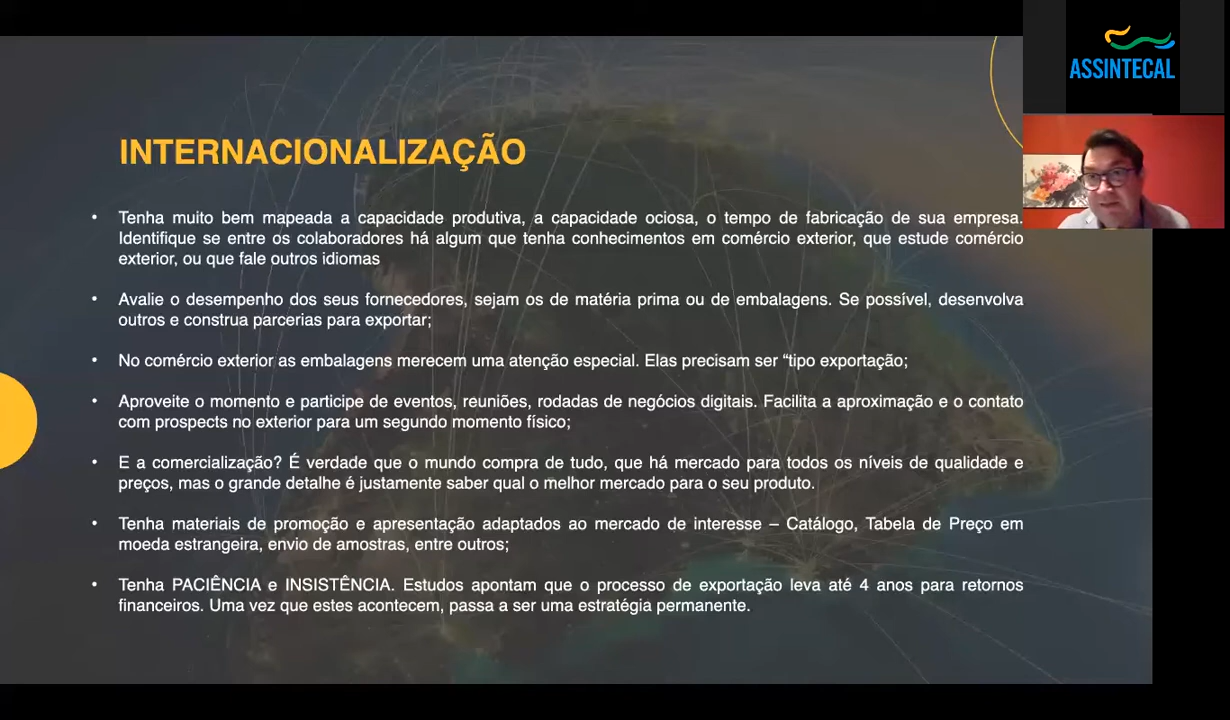 ASSINTECAL
INTERNACIONALIZAÇÃO
• Tenha muito bem mapeada a capacidade produtiva, a capacidade ociosa, o tempo de fabricação de sua empresa.
Identifique se entre os colaboradores há algum que tenha conhecimentos em comércio exterior, que estude comércio
exterior, ou que fale outros idiomas
• Avalie o desempenho dos seus fornecedores, sejam os de matéria prima ou de embalagens. Se possível, desenvolva
outros e construa parcerias para exportar;
• No comércio exterior as embalagens merecem uma atenção especial. Elas precisam ser “tipo exportação;
• Aproveite o momento e participe de eventos, reuniões, rodadas de negócios digitais. Facilita a aproximação e o contato
com prospects no exterior para um segundo momento físico;
• E a comercialização? É verdade que o mundo compra de tudo, que há mercado para todos os níveis de qualidade e
preços, mas o grande detalhe é justamente saber qual o melhor mercado para o seu produto.
• Tenha materiais de promoção e apresentação adaptados ao mercado de interesse – Catálogo, Tabela de Preço em
moeda estrangeira, envio de amostras, entre outros;
• Tenha PACIÊNCIA e INSISTÊNCIA. Estudos apontam que o processo de exportação leva até 4 anos para retornos
financeiros. Uma vez que estes acontecem, passa a ser uma estratégia permanente.